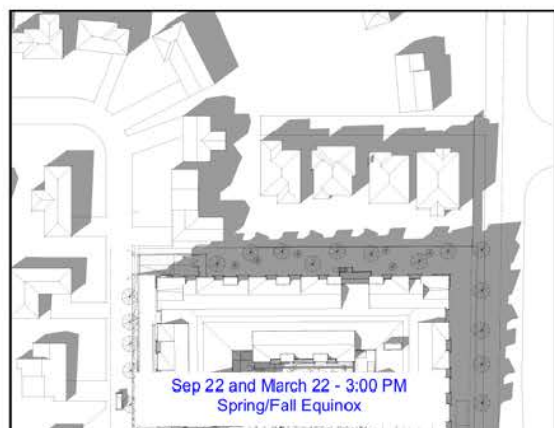 Sep 22 and March 22 - 3:00 PM
Spring/Fall Equinox